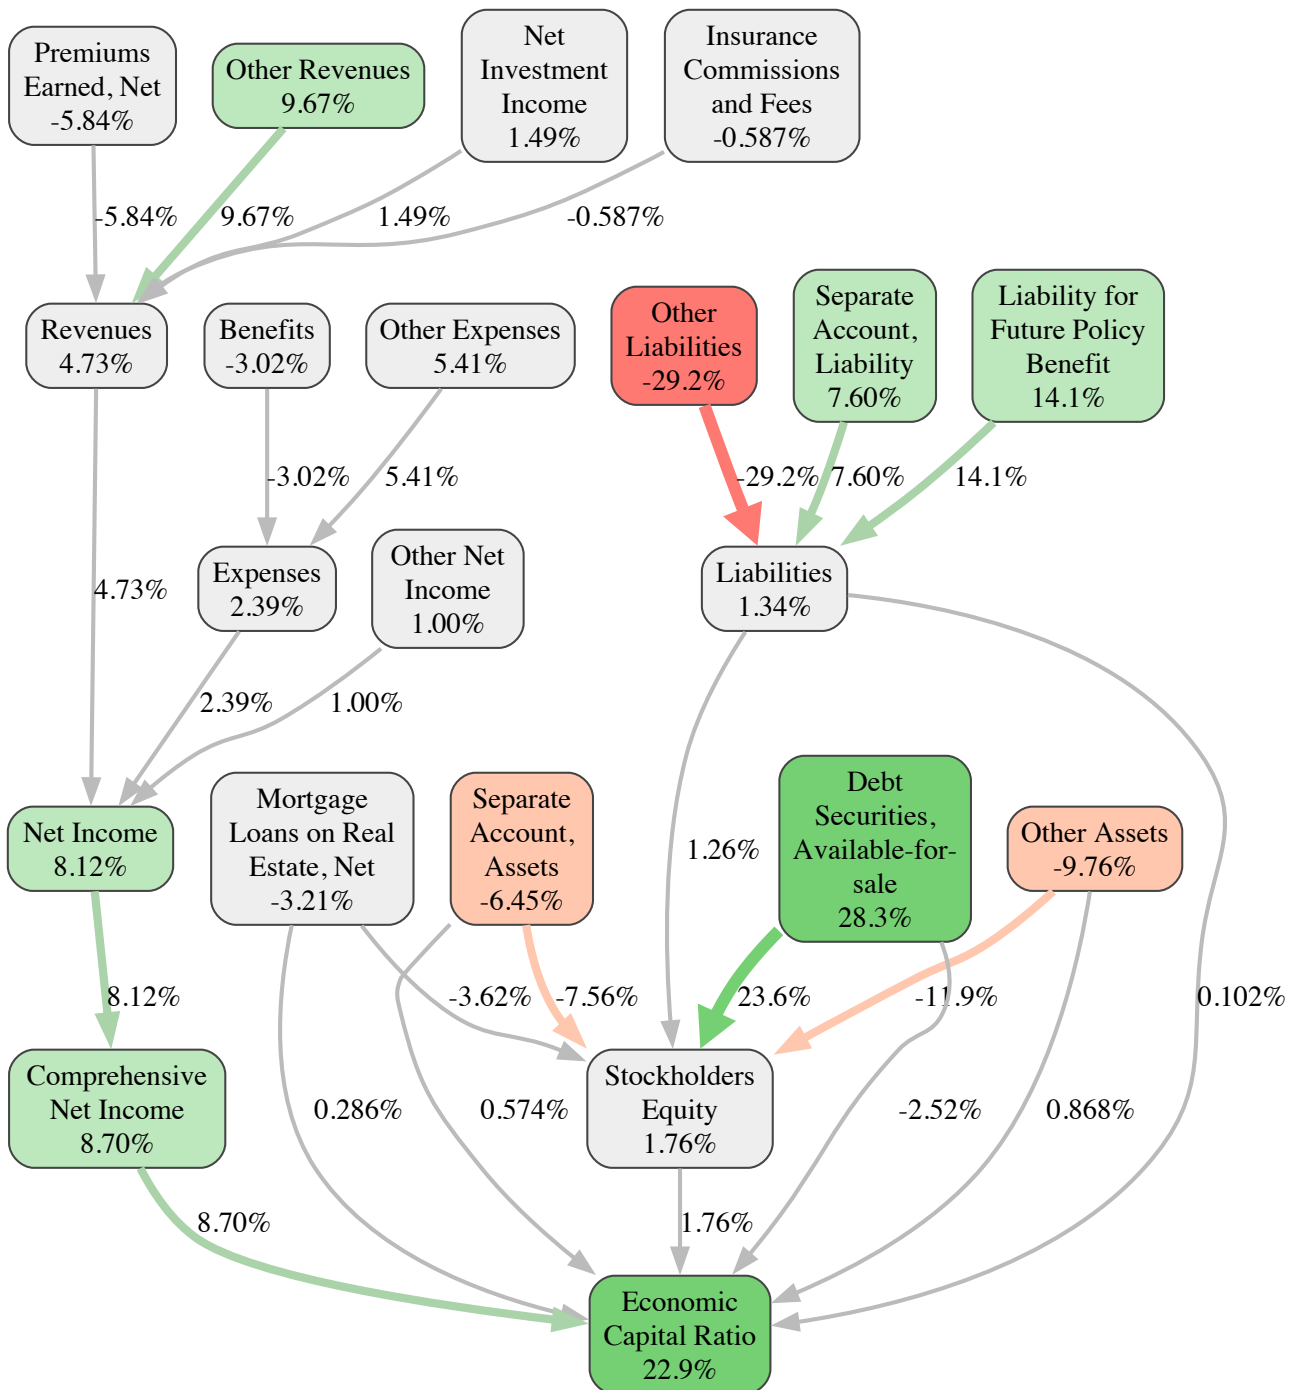 Premiums
Earned, Net
-5.84%
Other Revenues
9.67%
Net
Investment
Income
1.49%
Insurance
Commissions
and Fees
-0.587%
-5.84%
9.67%
1.49%
-0.587%
Revenues
4.73%
Benefits
-3.02%
Other Expenses
5.41%
Other
Liabilities
-29.2%
Separate
Account,
Liability
7.60%
Liability for
Future Policy
Benefit
14.1%
-3.02%
5.41%
-29.2%
7.60%
14.1%
4.73%
Expenses
2.39%
Other Net
Income
1.00%
Liabilities
1.34%
2.39%
1.00%
Net Income
8.12%
Mortgage
Loans on Real
Estate, Net
-3.21%
Separate
Account,
Assets
-6.45%
1.26%
Debt
Securities,
Available-for-
sale
28.3%
Other Assets
-9.76%
8.12%
-3.62%
-7.56%
23.6%
-11.9%
0.102%
Comprehensive
Net Income
8.70%
0.286%
0.574%
Stockholders
Equity
1.76%
-2.52%
0.868%
8.70%
1.76%
Economic
Capital Ratio
22.9%